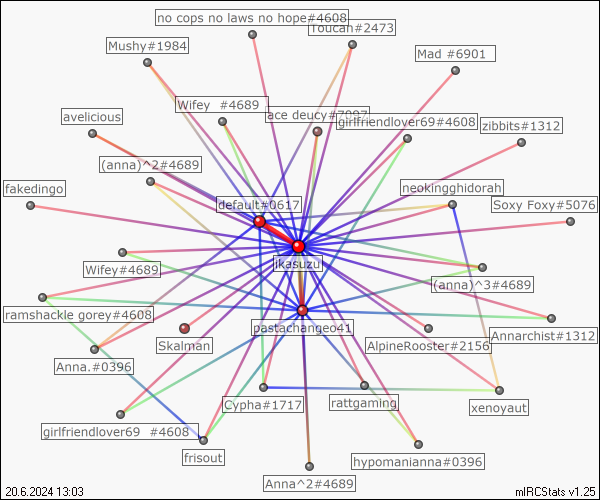 no cops no laws no hope#4608
Toucan#2473
Mushy#1984
Mad #6901
Wifey  #4689
ace deucy#7007
avelicious
girlfriendlover69#4608
zibbits#1312
(anna)^2#4689
fakedingo
default#0617
neokingghidorah
Soxy Foxy#5076
Wifey#4689
jikasuzu
(anna)^3#4689
ramshackle gorey#4608
pastachangeo41
Annarchist#1312
Skalman
AlpineRooster#2156
Anna.#0396
Cypha#1717
rattgaming
xenoyaut
girlfriendlover69  #4608
frisout
hypomanianna#0396
Anna^2#4689
20.6.2024 13:03
mIRCStats v1.25